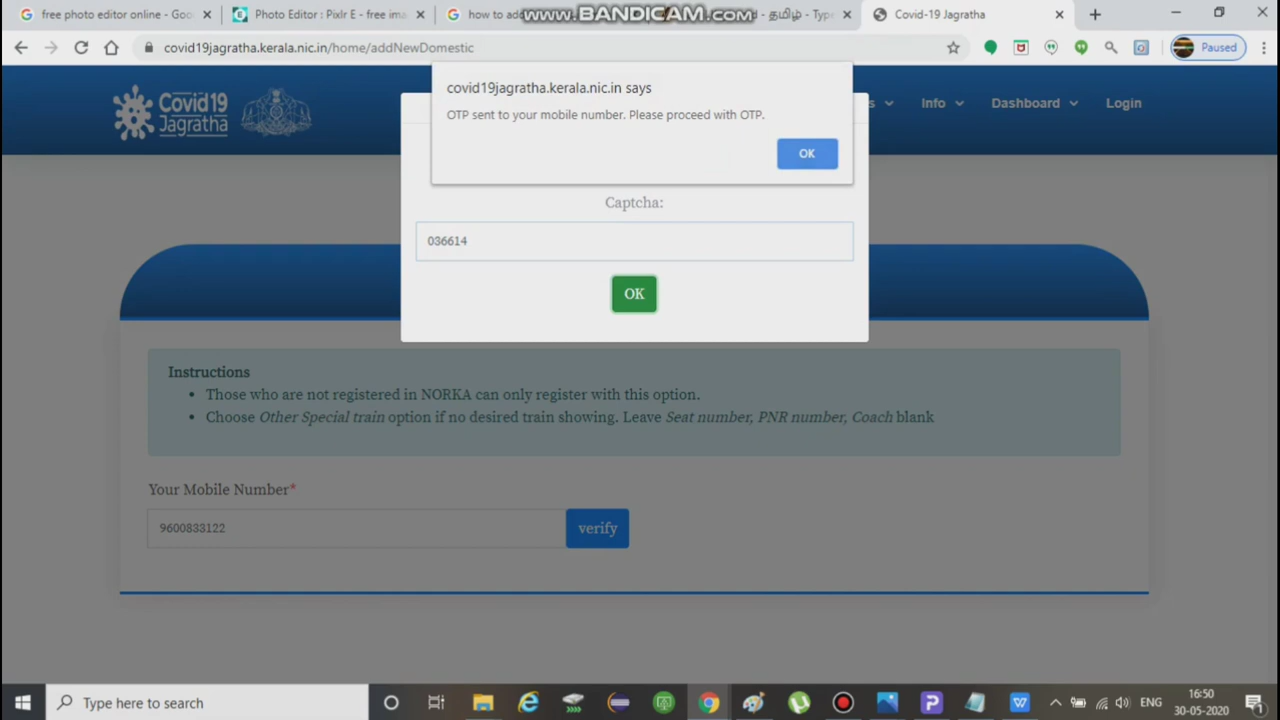 free photo editor online - Goo
Photo Editor : Pixlr E - free ima
how to ad
www.BANDICAM.com
d - தமிழ் - Type
Covid-19 Jagratha
covid19jagratha.kerala.nic.in/home/addNewDomestic
Paused
Covid19
Jagratha
s
Info
Dashboard
Login
covid19jagratha.kerala.nic.in says
OTP sent to your mobile number. Please proceed with OTP.
OK
Captcha:
036614
OK
Instructions
• Those who are not registered in NORKA can only register with this option.
• Choose Other Special train option if no desired train showing. Leave Seat number, PNR number, Coach blank
Your Mobile Number*
9600833122
verify
Type here to search
ENG
16:50
30-05-2020
1